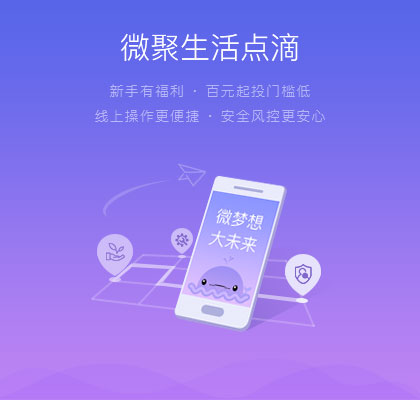 微聚生活点滴
新手有福利 · 百元起投门槛低
线上操作更便捷 · 安全风控更安心
微梦想
大未来